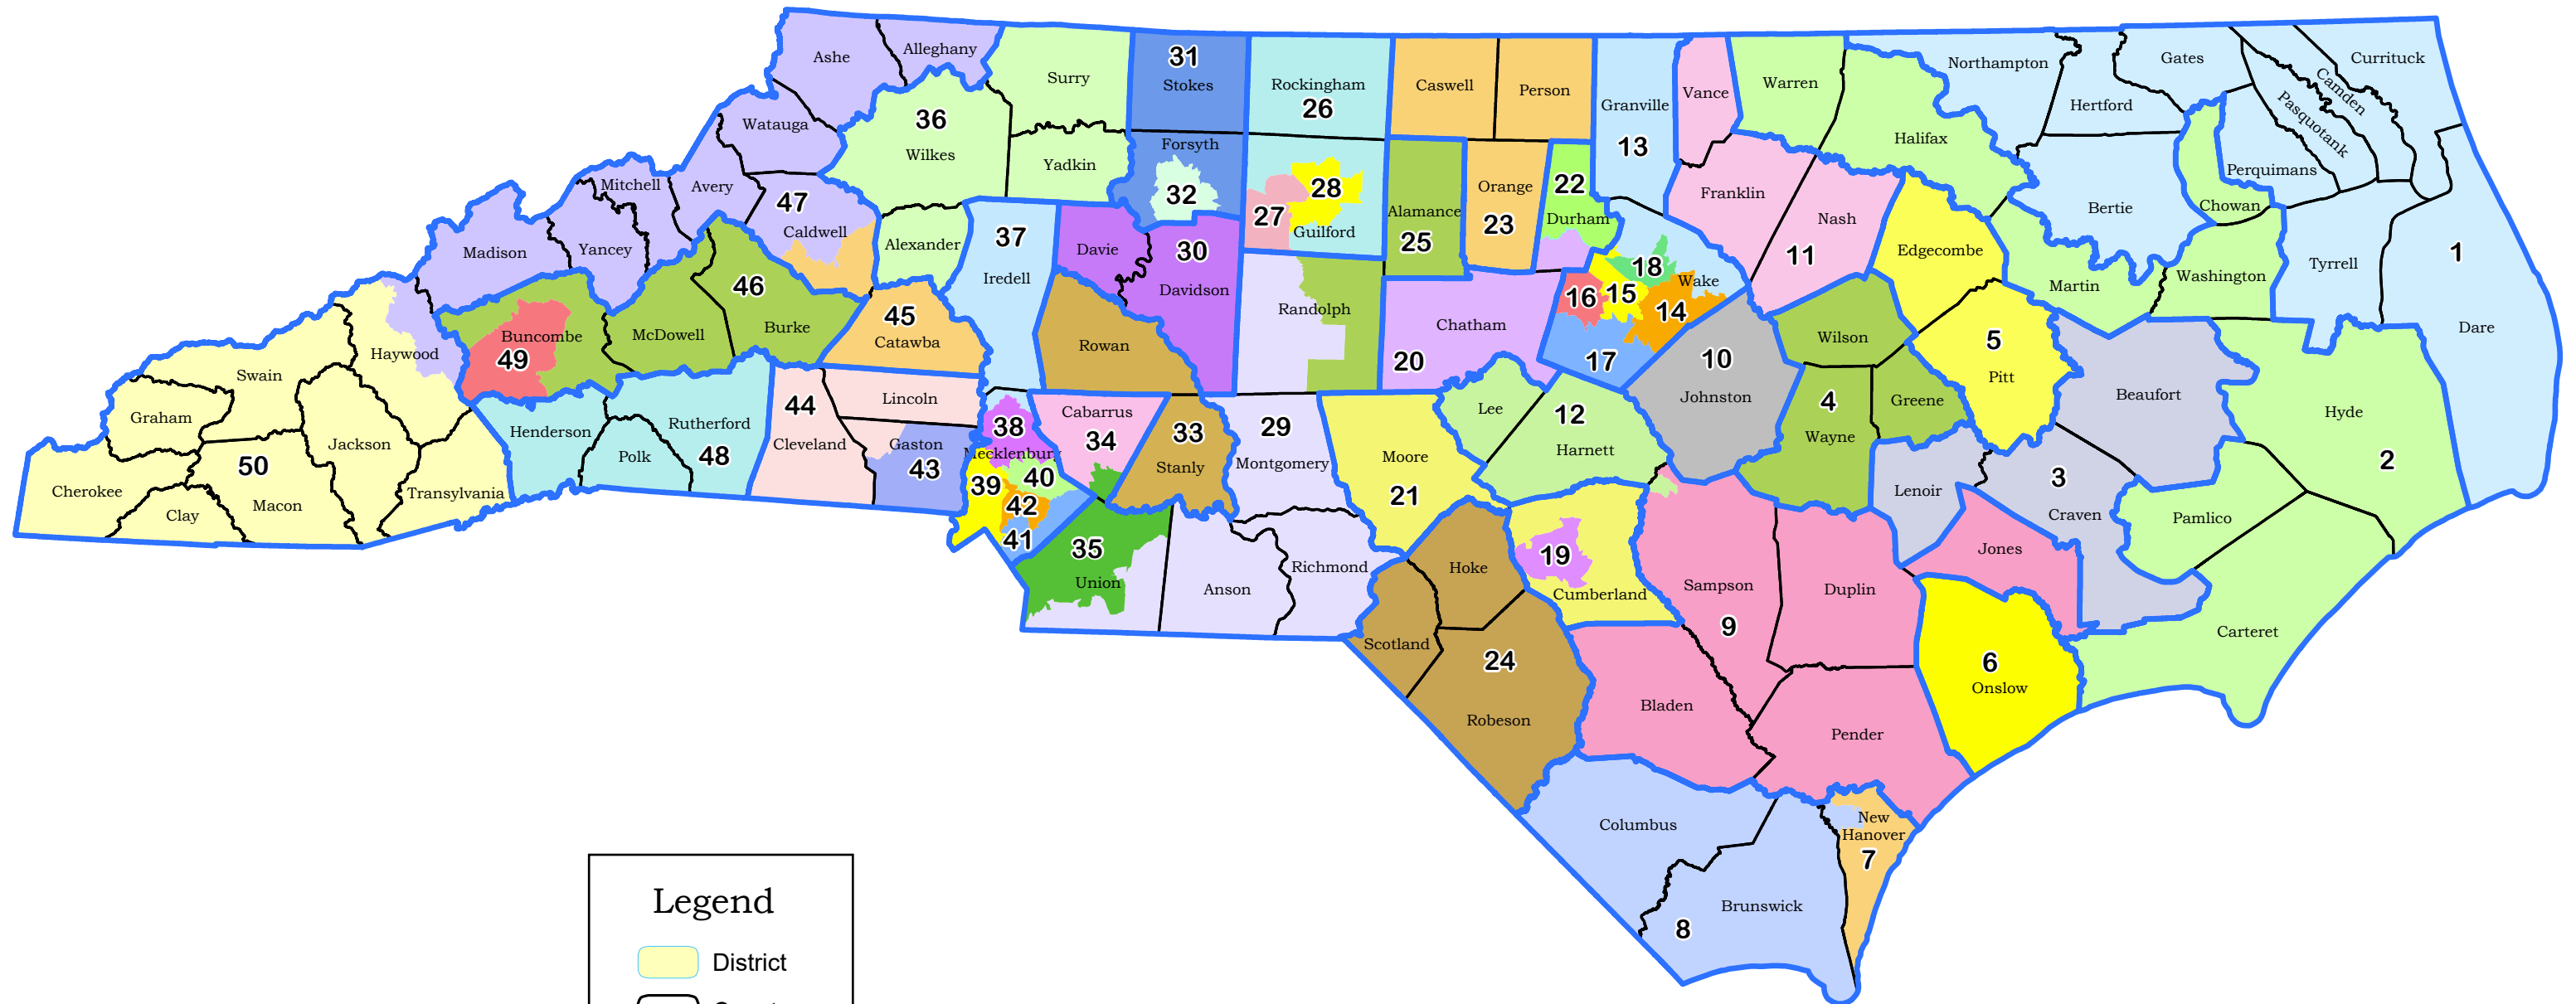 Ashe
Alleghany
Surry
31
Stokes
Rockingham
26
Caswell
Person
Granville
13
Vance
Warren
Northampton
Gates
Currituck
Camden
Hertford
Pasquotank
Watauga
36
Wilkes
Yadkin
Forsyth
32
28
27
Guilford
Alamance
25
Orange
23
22
Durham
Franklin
Nash
11
Halifax
Perquimans
Bertie
Chowan
Mitchell
Avery
47
Caldwell
Alexander
37
Iredell
Davie
30
Davidson
Randolph
Chatham
20
18
Wake
16
15
14
17
Edgecombe
Martin
Washington
Tyrrell
1
Dare
Madison
Yancey
46
Burke
McDowell
45
Catawba
Rowan
10
Johnston
Wilson
5
Pitt
Beaufort
Hyde
2
Haywood
Buncombe
49
Swain
Graham
Jackson
Henderson
Rutherford
48
Polk
44
Cleveland
Lincoln
Gaston
43
38
Mecklenburg
Cabarrus
34
33
Stanly
29
Montgomery
Moore
21
Lee
12
Harnett
4
Wayne
Greene
Lenoir
3
Craven
Pamlico
Cherokee
50
Macon
Clay
Transylvania
39
40
42
41
35
Union
Anson
Richmond
Hoke
19
Cumberland
Sampson
9
Duplin
Jones
6
Onslow
Carteret
Scotland
24
Robeson
Bladen
Pender
Columbus
New
Hanover
7
Brunswick
8
Legend
District